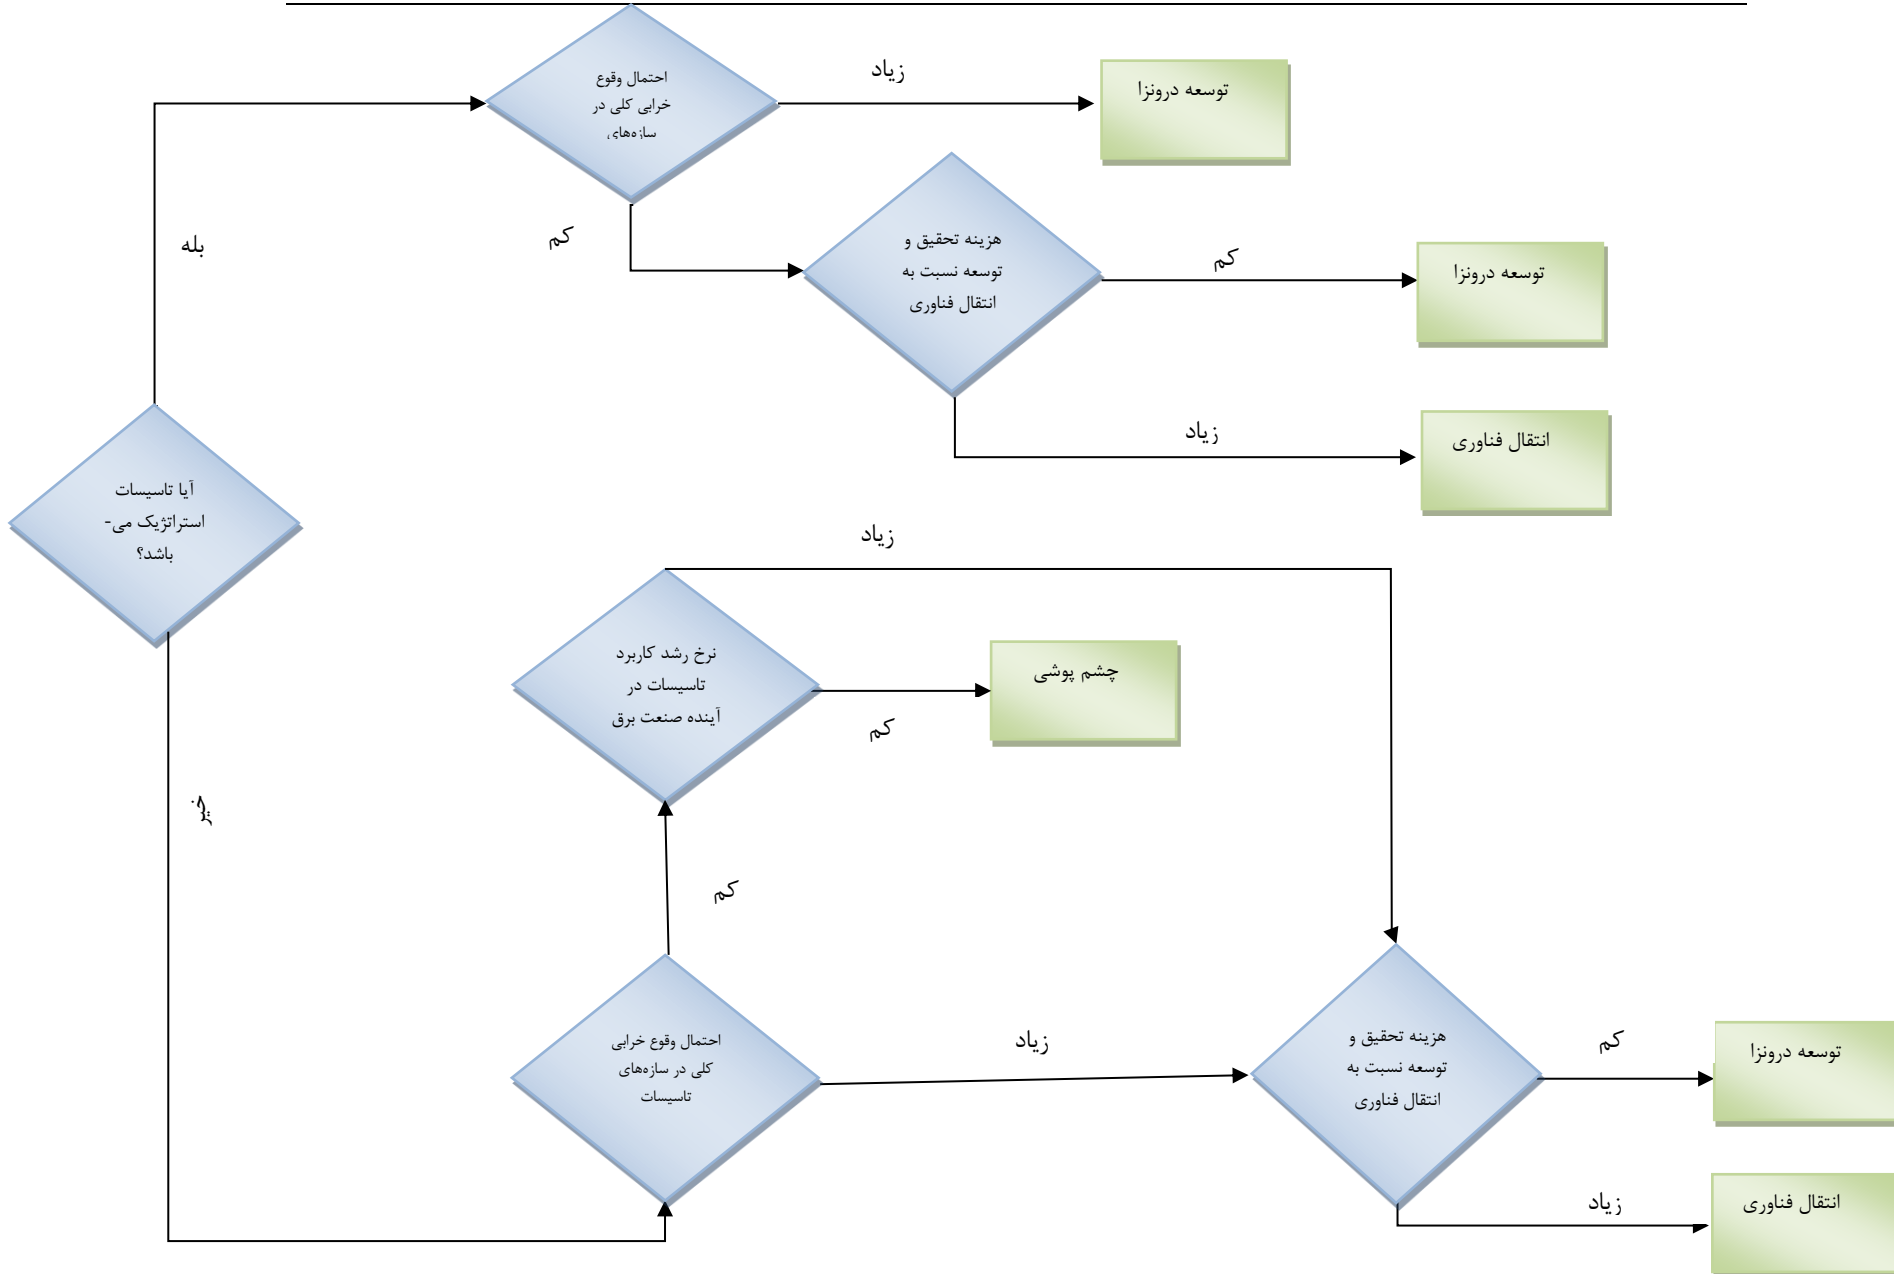 احتمال وقوع
خرابی کلی در
سازه‌های
زیاد
توسعه درونزا
بله
کم
هزینه تحقیق و
توسعه نسبت به
انتقال فناوری
کم
توسعه درونزا
زیاد
انتقال فناوری
آیا تاسیسات
استراتژیک می-
باشد؟
زیاد
نرخ رشد کاربرد
تاسیسات در
آینده صنعت برق
چشم پوشی
کم
خیر
کم
احتمال وقوع خرابی
کلی در سازه‌های
تاسیسات
زیاد
هزینه تحقیق و
توسعه نسبت به
انتقال فناوری
کم
توسعه درونزا
زیاد
انتقال فناوری